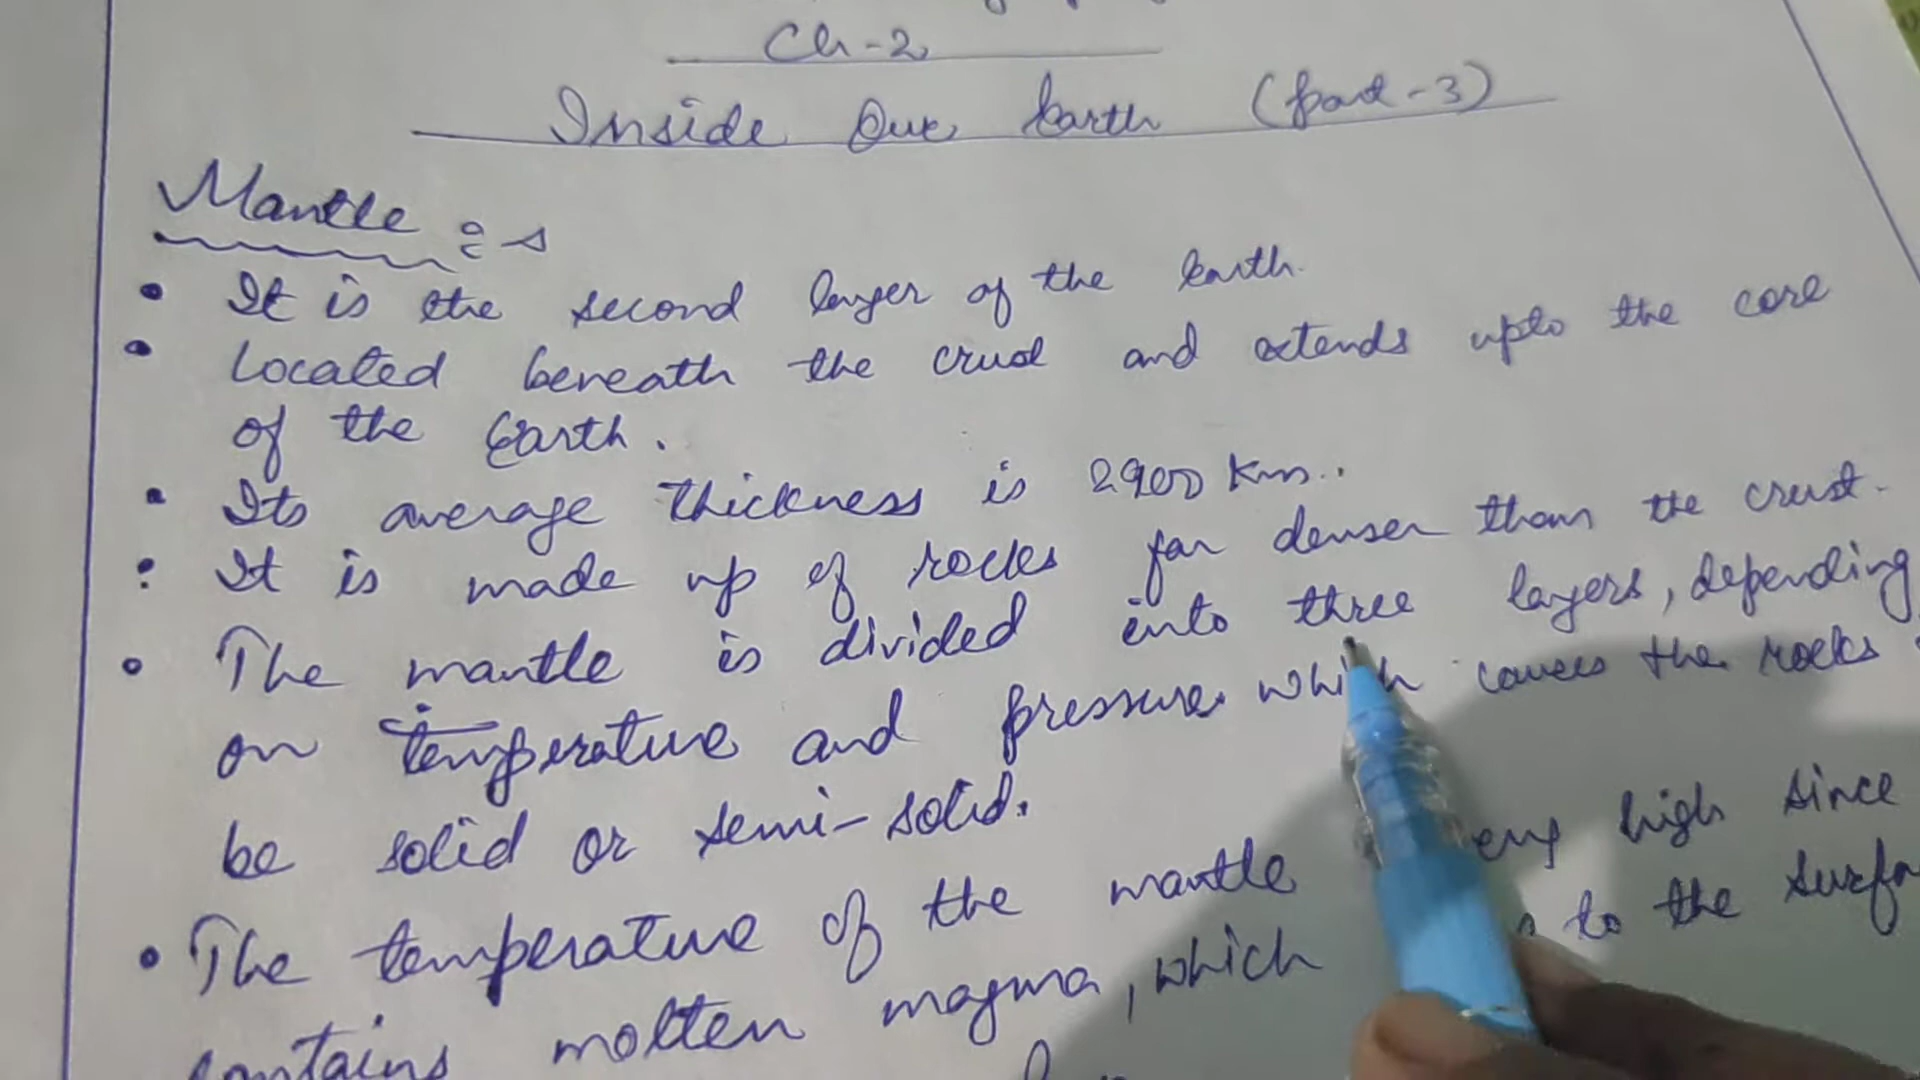 Ch-2
Inside Our Earth (part-3)
Mantle :→
• It is the second layer of the Earth.
• Located beneath the crust and extends upto the core
of the Earth.
• Its average thickness is 2900 Km.
• It is made up of rocks far denser than the crust.
• The mantle is divided into three layers, depending
on temperature and pressure which causes the rocks
be solid or semi-solid.
• The temperature of the mantle high since
contains molten magma, which to the